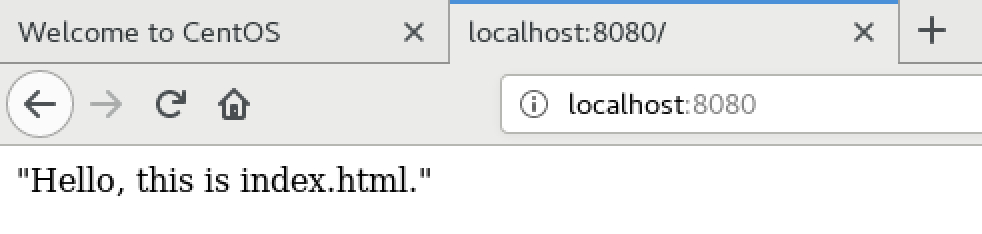 Welcome to CentOS
localhost:8080/
localhost:8080
"Hello, this is index.html."